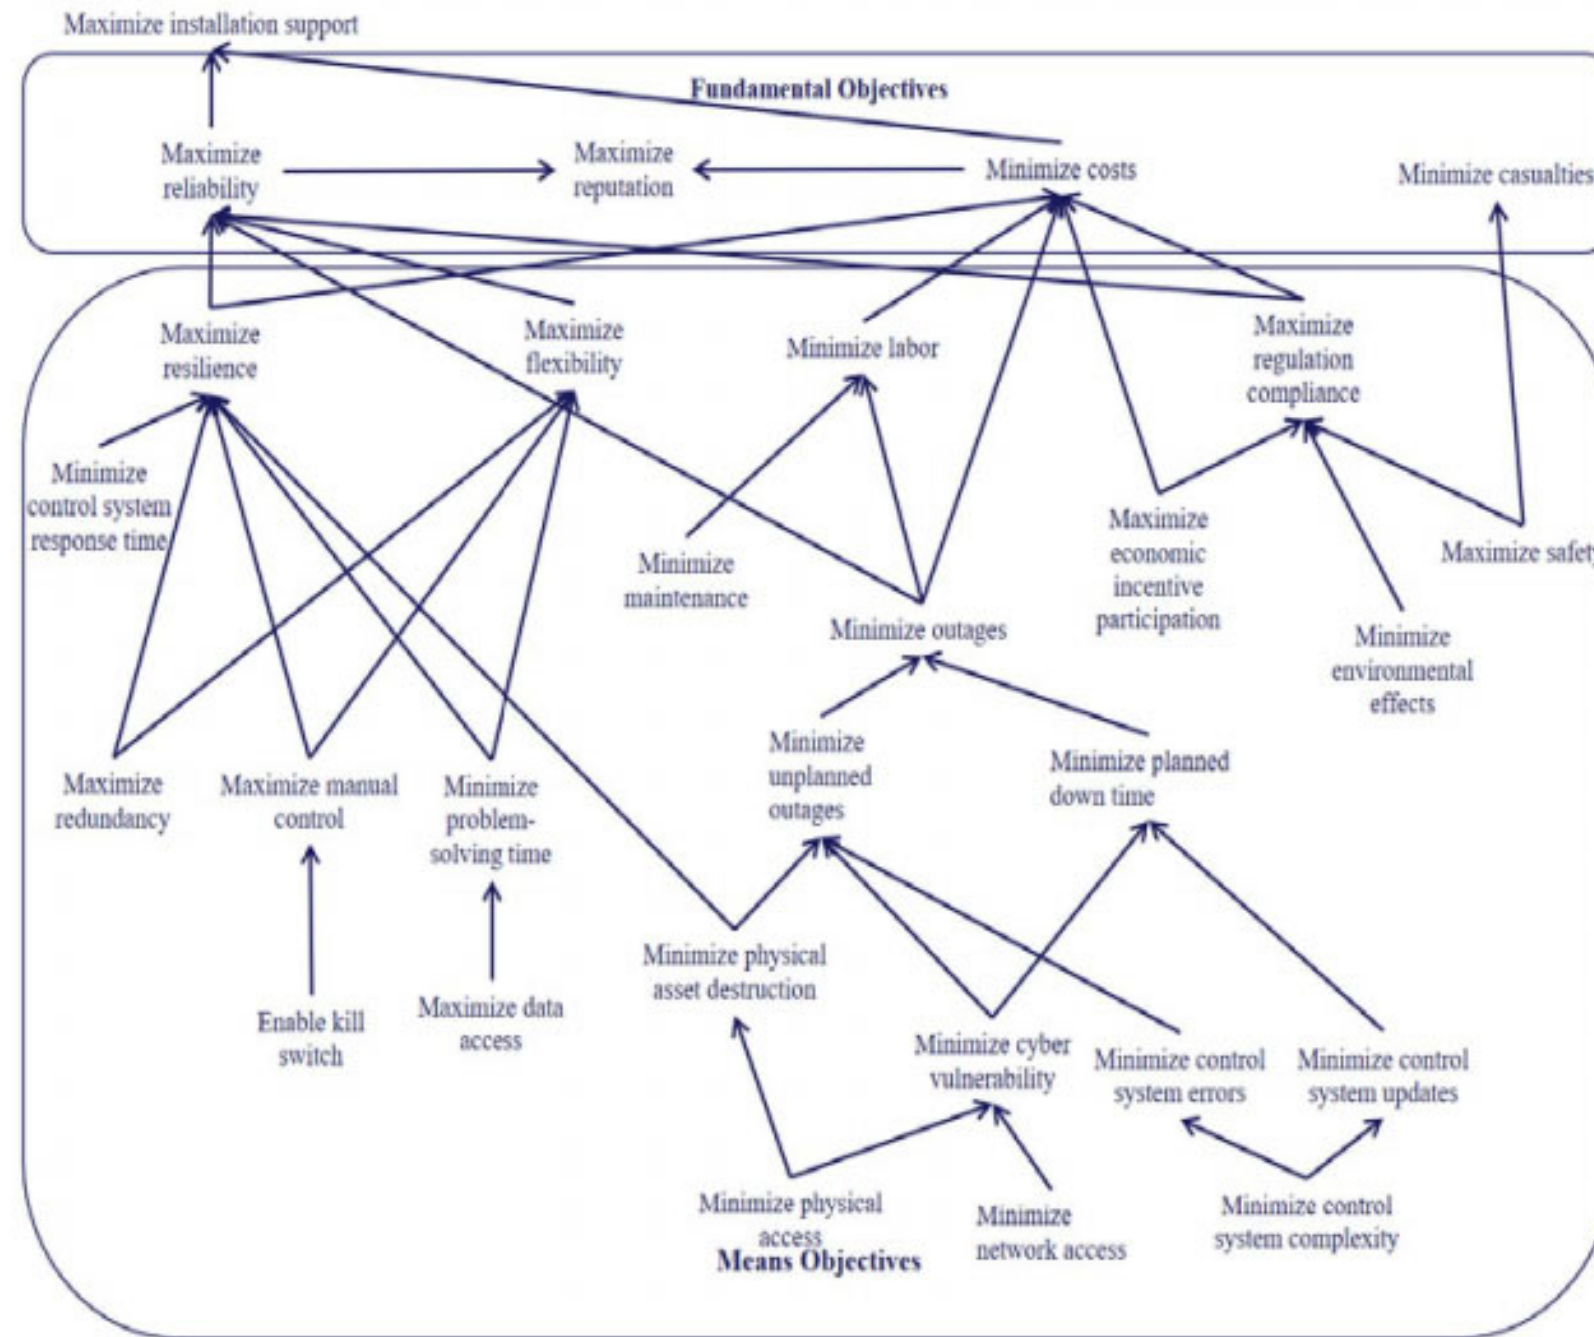 Maximize installation support
Fundamental Objectives
Maximize
reliability
Maximize
reputation
Minimize costs
Minimize casualties
Maximize
resilience
Maximize
flexibility
Minimize labor
Maximize
regulation
compliance
Minimize
control system
response time
Minimize
maintenance
Minimize outages
Maximize
economic
incentive
participation
Maximize safety
Minimize
environmental
effects
Maximize
redundancy
Maximize manual
control
Minimize
problem-
solving time
Minimize
unplanned
outages
Minimize planned
down time
Enable kill
switch
Maximize data
access
Minimize physical
asset destruction
Minimize cyber
vulnerability
Minimize control
system errors
Minimize control
system updates
Minimize physical
access
Minimize
network access
Minimize control
system complexity
Means Objectives